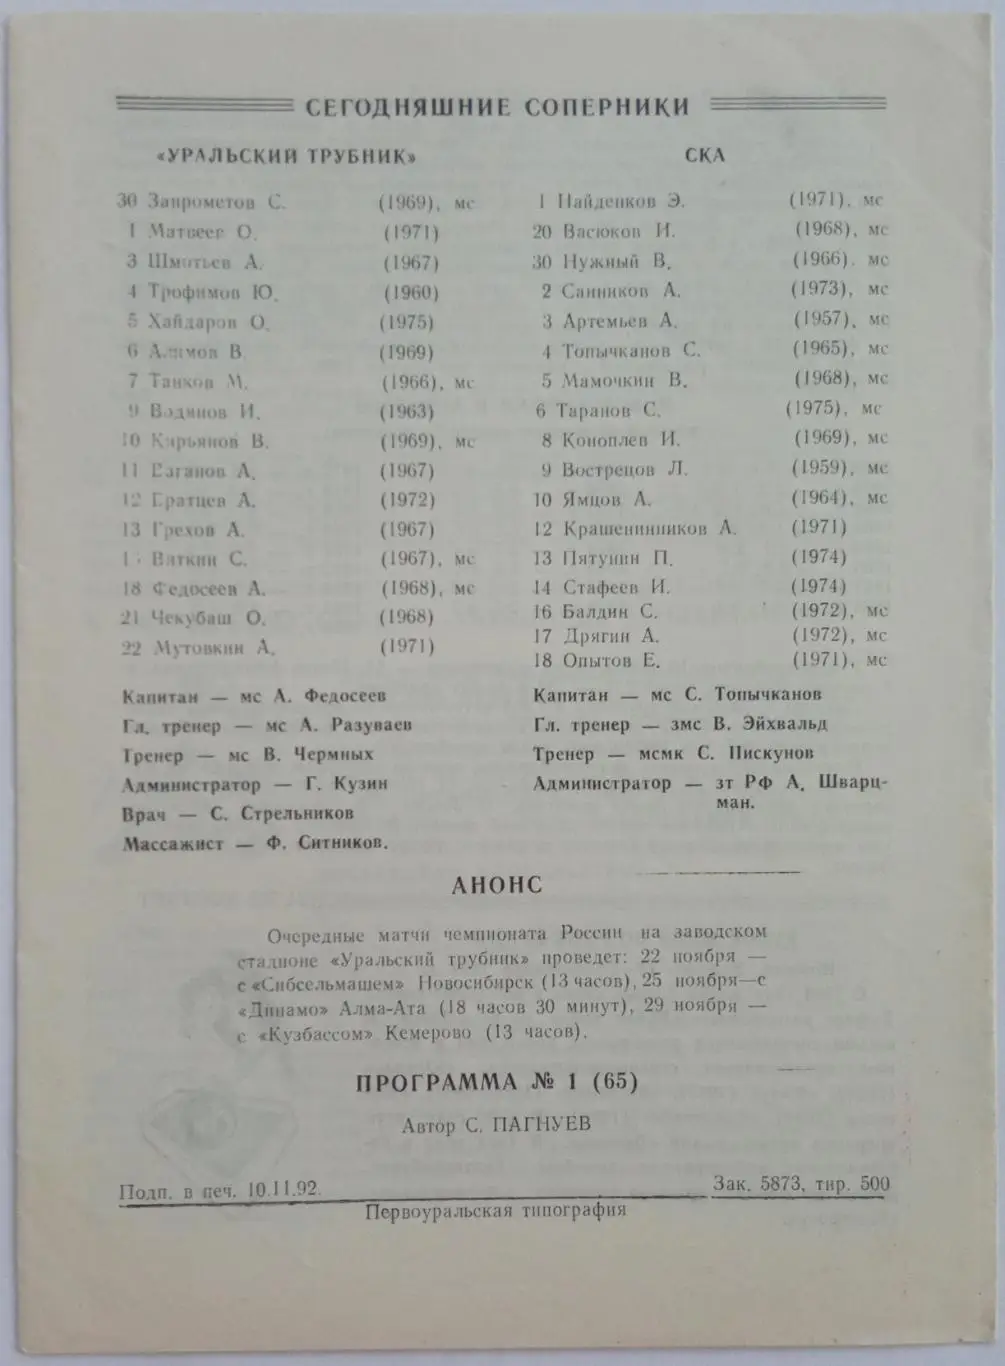 СЕГОДНЯШНИЕ СОПЕРНИКИ
«УРАЛЬСКИЙ ТРУБНИК»
30 Запрометов С. (1969), мс
1 Матвеев О. (1971)
3 Шмотьев А. (1967)
4 Трофимов Ю. (1960)
5 Хайдаров О. (1975)
6 Алимов В (1969)
7 Танков М. (1966), мс
9 Водянов И. (1963)
10 Кирьянов В. (1969), мс
11 Ваганов А. (1967)
12 Братцев А. (1972)
13 Грехов А. (1967)
Вяткин С. (1967), мс
18 Федосеев А. (1968), мс
21 Чекубаш О. (1968)
22 Мутовкин А. (1971)
Капитан — мс А. Федосеев
Гл. тренер — мс А. Разуваев
Тренер — мс В. Чермных
Администратор — Г. Кузин
Врач — С. Стрельников
Массажист — Ф. Ситников.
СКА
1 Найденков Э. (1971), мс
20 Васюков И. (1968), мс
30 Нужный В. (1966). мс
2 Санников А. (1973), мс
3 Артемьев А. (1957), мс
4 Топычканов С. (1965), мс
5 Мамочкин В. (1968), мс
6 Таранов С. (1975), мс
8 Коноплев И. (1969), мс
9 Вострецов Л. (1959), мс
10 Ямцов А. (1964), мс
12 Крашенинников А. (1971)
13 Пятунин П. (1974)
14 Стафеев И. (1974)
16 Балдин С. (1972), мс
17 Дрягин А. (1972), мс
18 Опытов Е. (1971), мс
Капитан — мс С. Топычканов
Гл. тренер — змс В. Эйхвальд
Тренер — мсмк С. Пискунов
Администратор — зт РФ А. Шварц-
ман.
АНОНС
Очередные матчи чемпионата России на заводском
стадионе «Уральский трубник» проведет: 22 ноября —
с «Сибсельмашем» Новосибирск (13 часов), 25 ноября—с
«Динамо» Алма-Ата (18 часов 30 минут), 29 ноября —
с «Кузбассом» Кемерово (13 часов).
ПРОГРАММА № 1 (65)
Автор С. ПАГНУЕВ
Подп. в печ. 10.11.92. Зак. 5873, тир. 500
Первоуральская типография